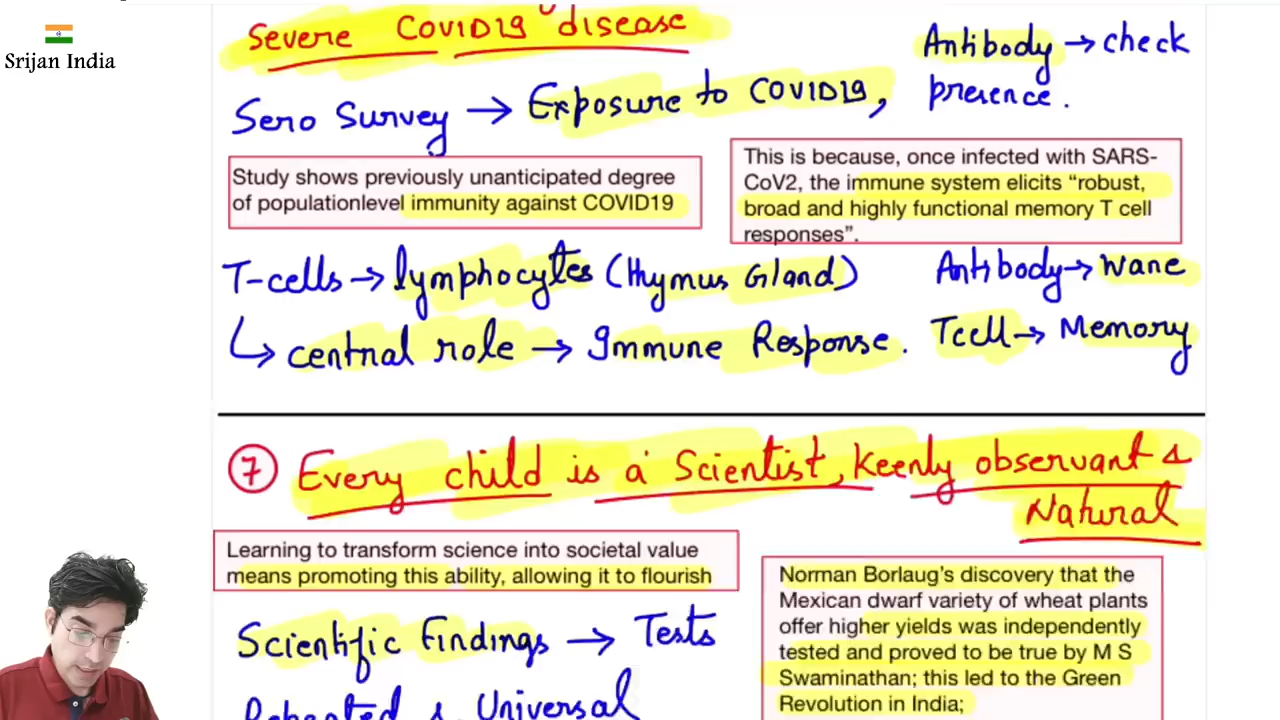 Srijan India
Severe COVID19 disease
Antibody → check
presence.
Sero Survey → Exposure to COVID19,
Study shows previously unanticipated degree
of populationlevel immunity against COVID19
This is because, once infected with SARS-
CoV2, the immune system elicits “robust,
broad and highly functional memory T cell
responses”.
T-cells → lymphocytes (Thymus Gland)
Antibody → wane
↳ central role → Immune Response.
Tcell → Memory
7 Every child is a Scientist, Keenly observant &
Natural
Learning to transform science into societal value
means promoting this ability, allowing it to flourish
Norman Borlaug's discovery that the
Mexican dwarf variety of wheat plants
offer higher yields was independently
tested and proved to be true by M S
Swaminathan; this led to the Green
Revolution in India;
Scientific Findings → Tests
Repeated & Universal